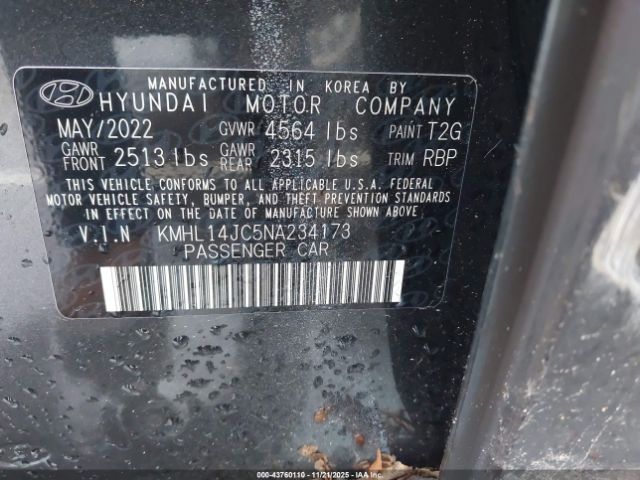 MANUFACTURED IN KOREA BY
HYUNDAI MOTOR COMPANY
MAY/2022 GVWR 4564 lbs PAINT T2G
GAWR FRONT 2513 lbs GAWR REAR 2315 lbs TRIM RBP
THIS VEHICLE CONFORMS TO ALL APPLICABLE U.S.A. FEDERAL
MOTOR VEHICLE SAFETY, BUMPER, AND THEFT PREVENTION STANDARDS
IN EFFECT ON THE DATE OF MANUFACTURE SHOWN ABOVE.
V.I.N KMHL14JC5NA234173
PASSENGER CAR
000-43760110 - 11/21/2025 - IAAI.com